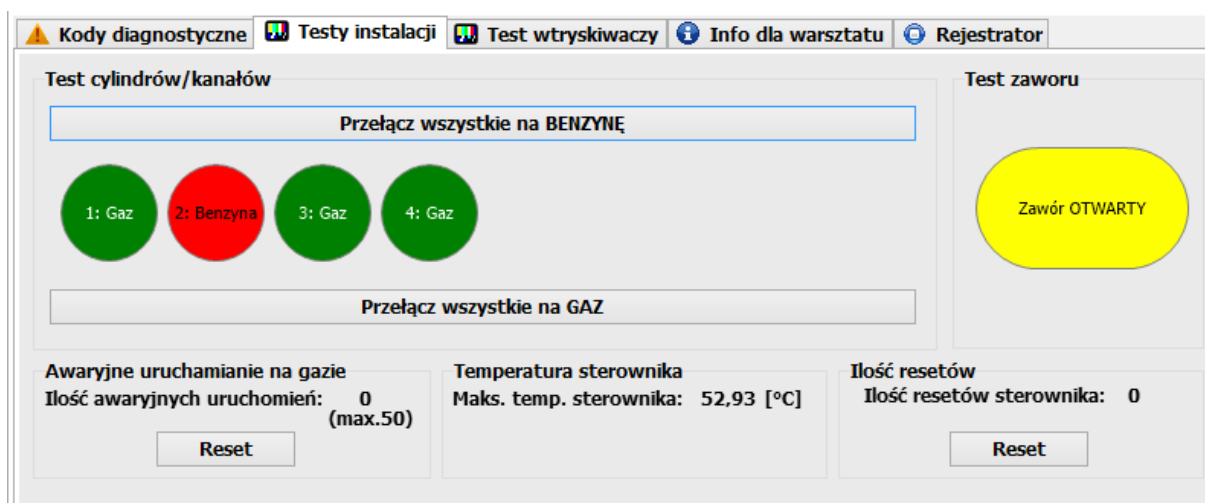 Kody diagnostyczne Testy instalacji Test wtryskiwaczy Info dla warsztatu Rejestrator
Test cylindrów/kanałów
Przełącz wszystkie na BENZYNĘ
1: Gaz 2: Benzyna 3: Gaz 4: Gaz
Przełącz wszystkie na GAZ
Test zaworu
Zawór OTWARTY
Awaryjne uruchamianie na gazie
Ilość awaryjnych uruchomień: 0
(max.50)
Reset
Temperatura sterownika
Maks. temp. sterownika: 52,93 [°C]
Ilość resetów
Ilość resetów sterownika: 0
Reset